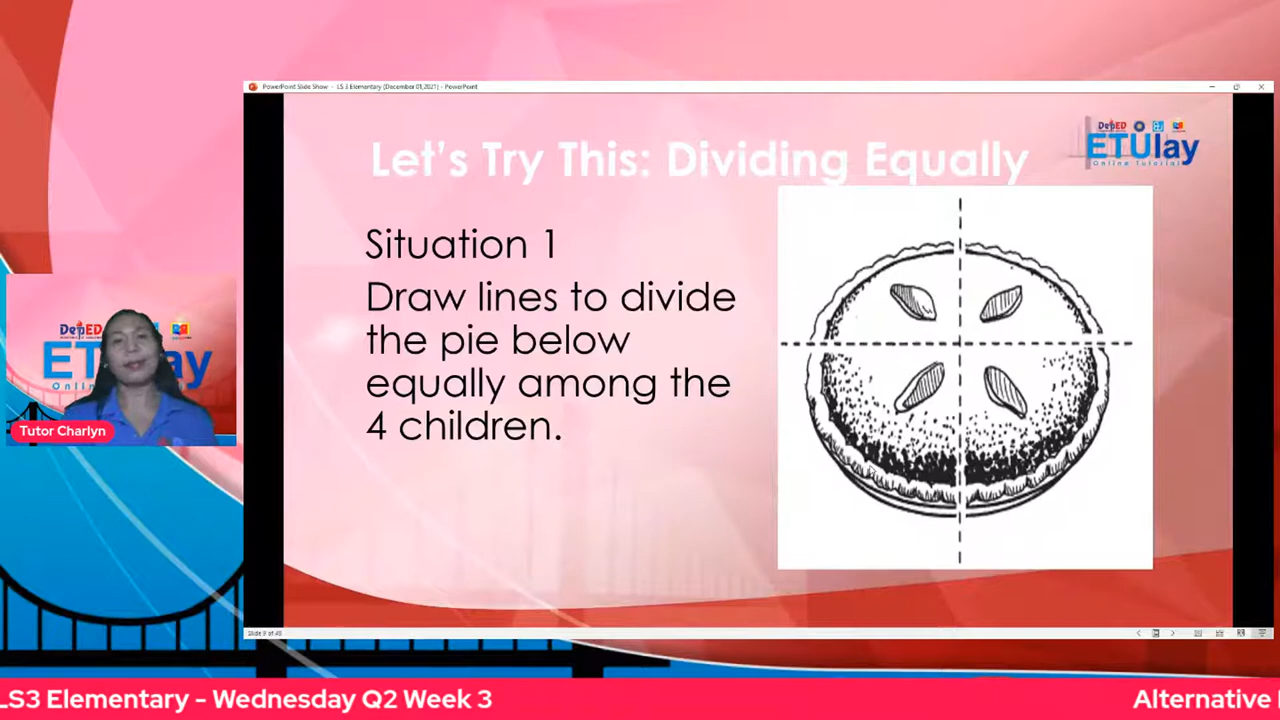 PowerPoint Slide Show - LS 3 Elementary (December 01,2021) - PowerPoint
Let's Try This: Dividing Equally
DepED
ETUlay
Online Tutorial
Situation 1
Draw lines to divide
the pie below
equally among the
4 children.
DepED
ETUlay
Online
Tutor Charlyn
Slide 9 of 40
LS3 Elementary - Wednesday Q2 Week 3
Alternative